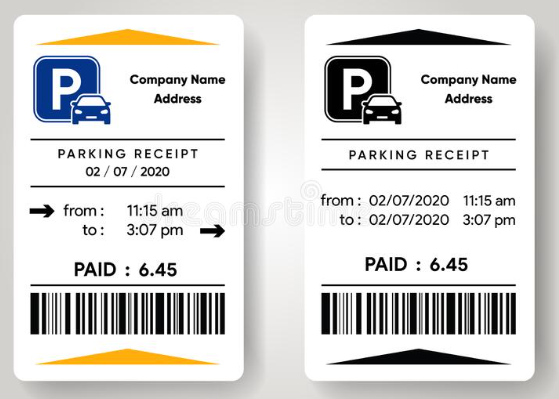 P
Company Name
Address
PARKING RECEIPT
02 / 07 / 2020
from : 11:15 am
to : 3:07 pm
PAID : 6.45
P
Company Name
Address
PARKING RECEIPT
from : 02/07/2020 11:15 am
to : 02/07/2020 3:07 pm
PAID : 6.45
dreamstime